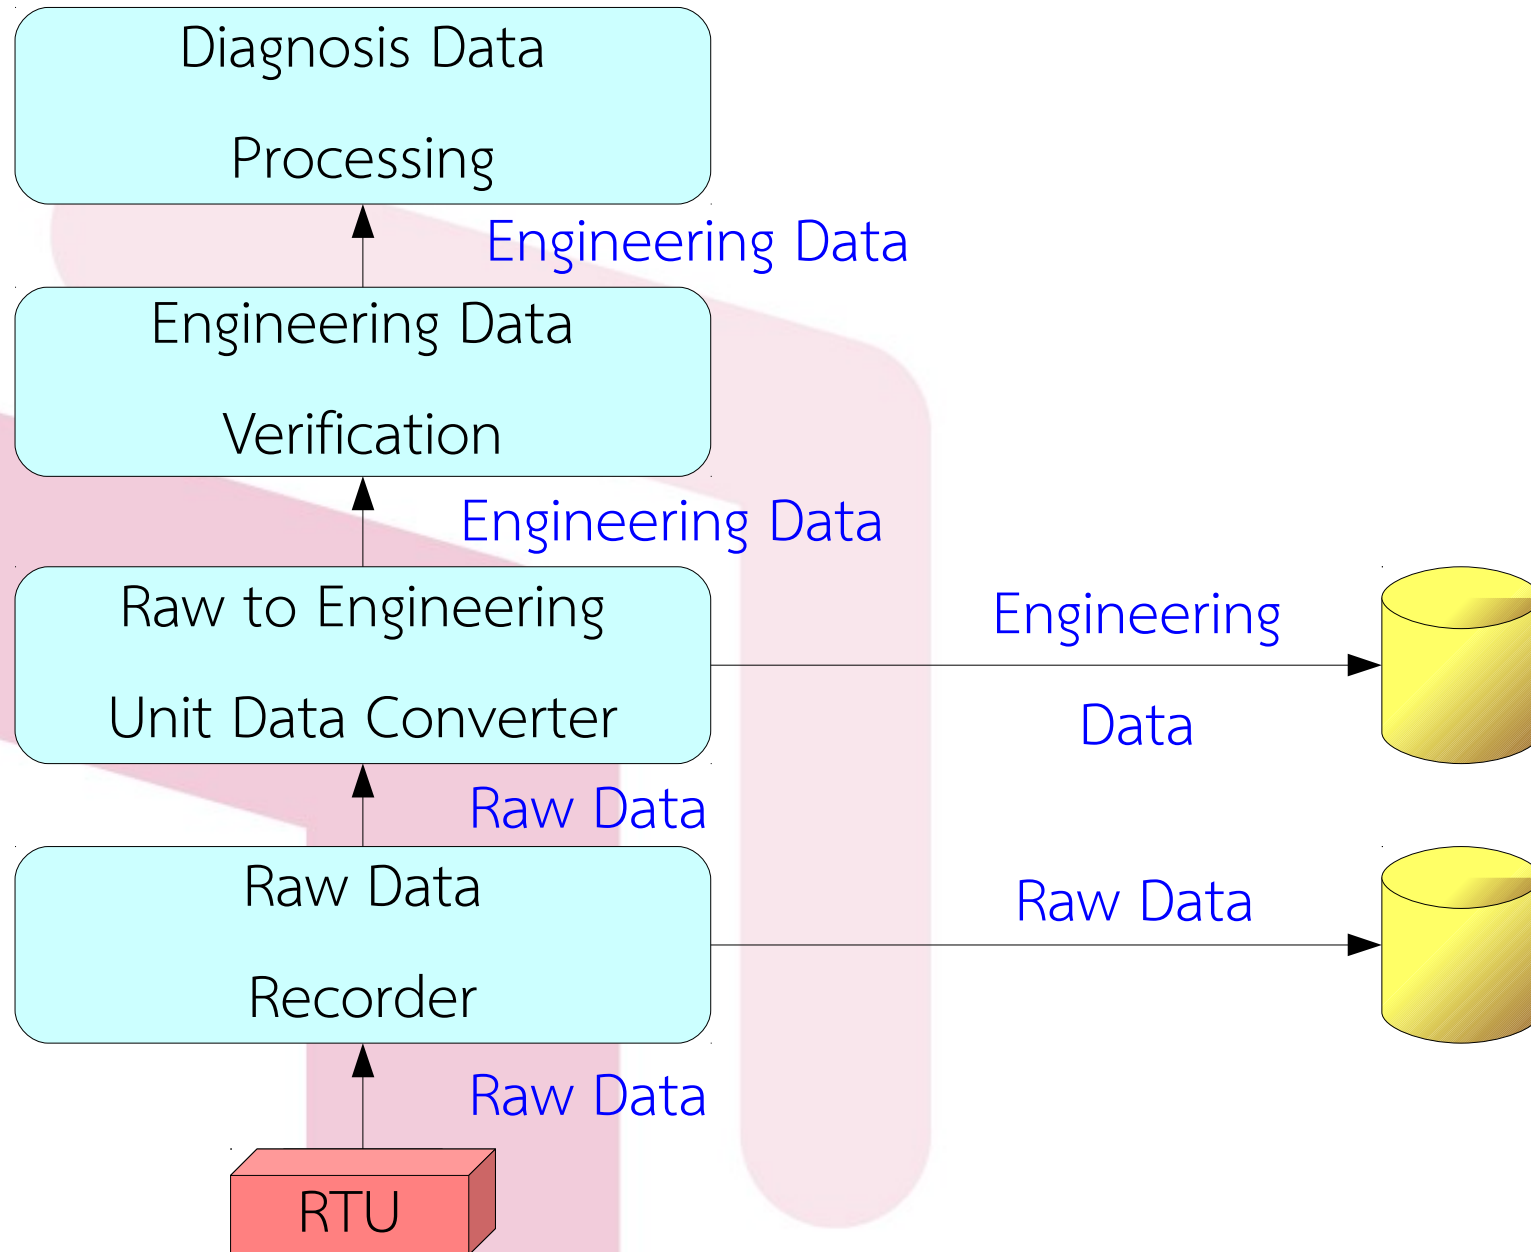 Diagnosis Data
Processing
Engineering Data
Engineering Data
Verification
Engineering Data
Raw to Engineering
Unit Data Converter
Engineering
Data
Raw Data
Raw Data
Recorder
Raw Data
Raw Data
RTU